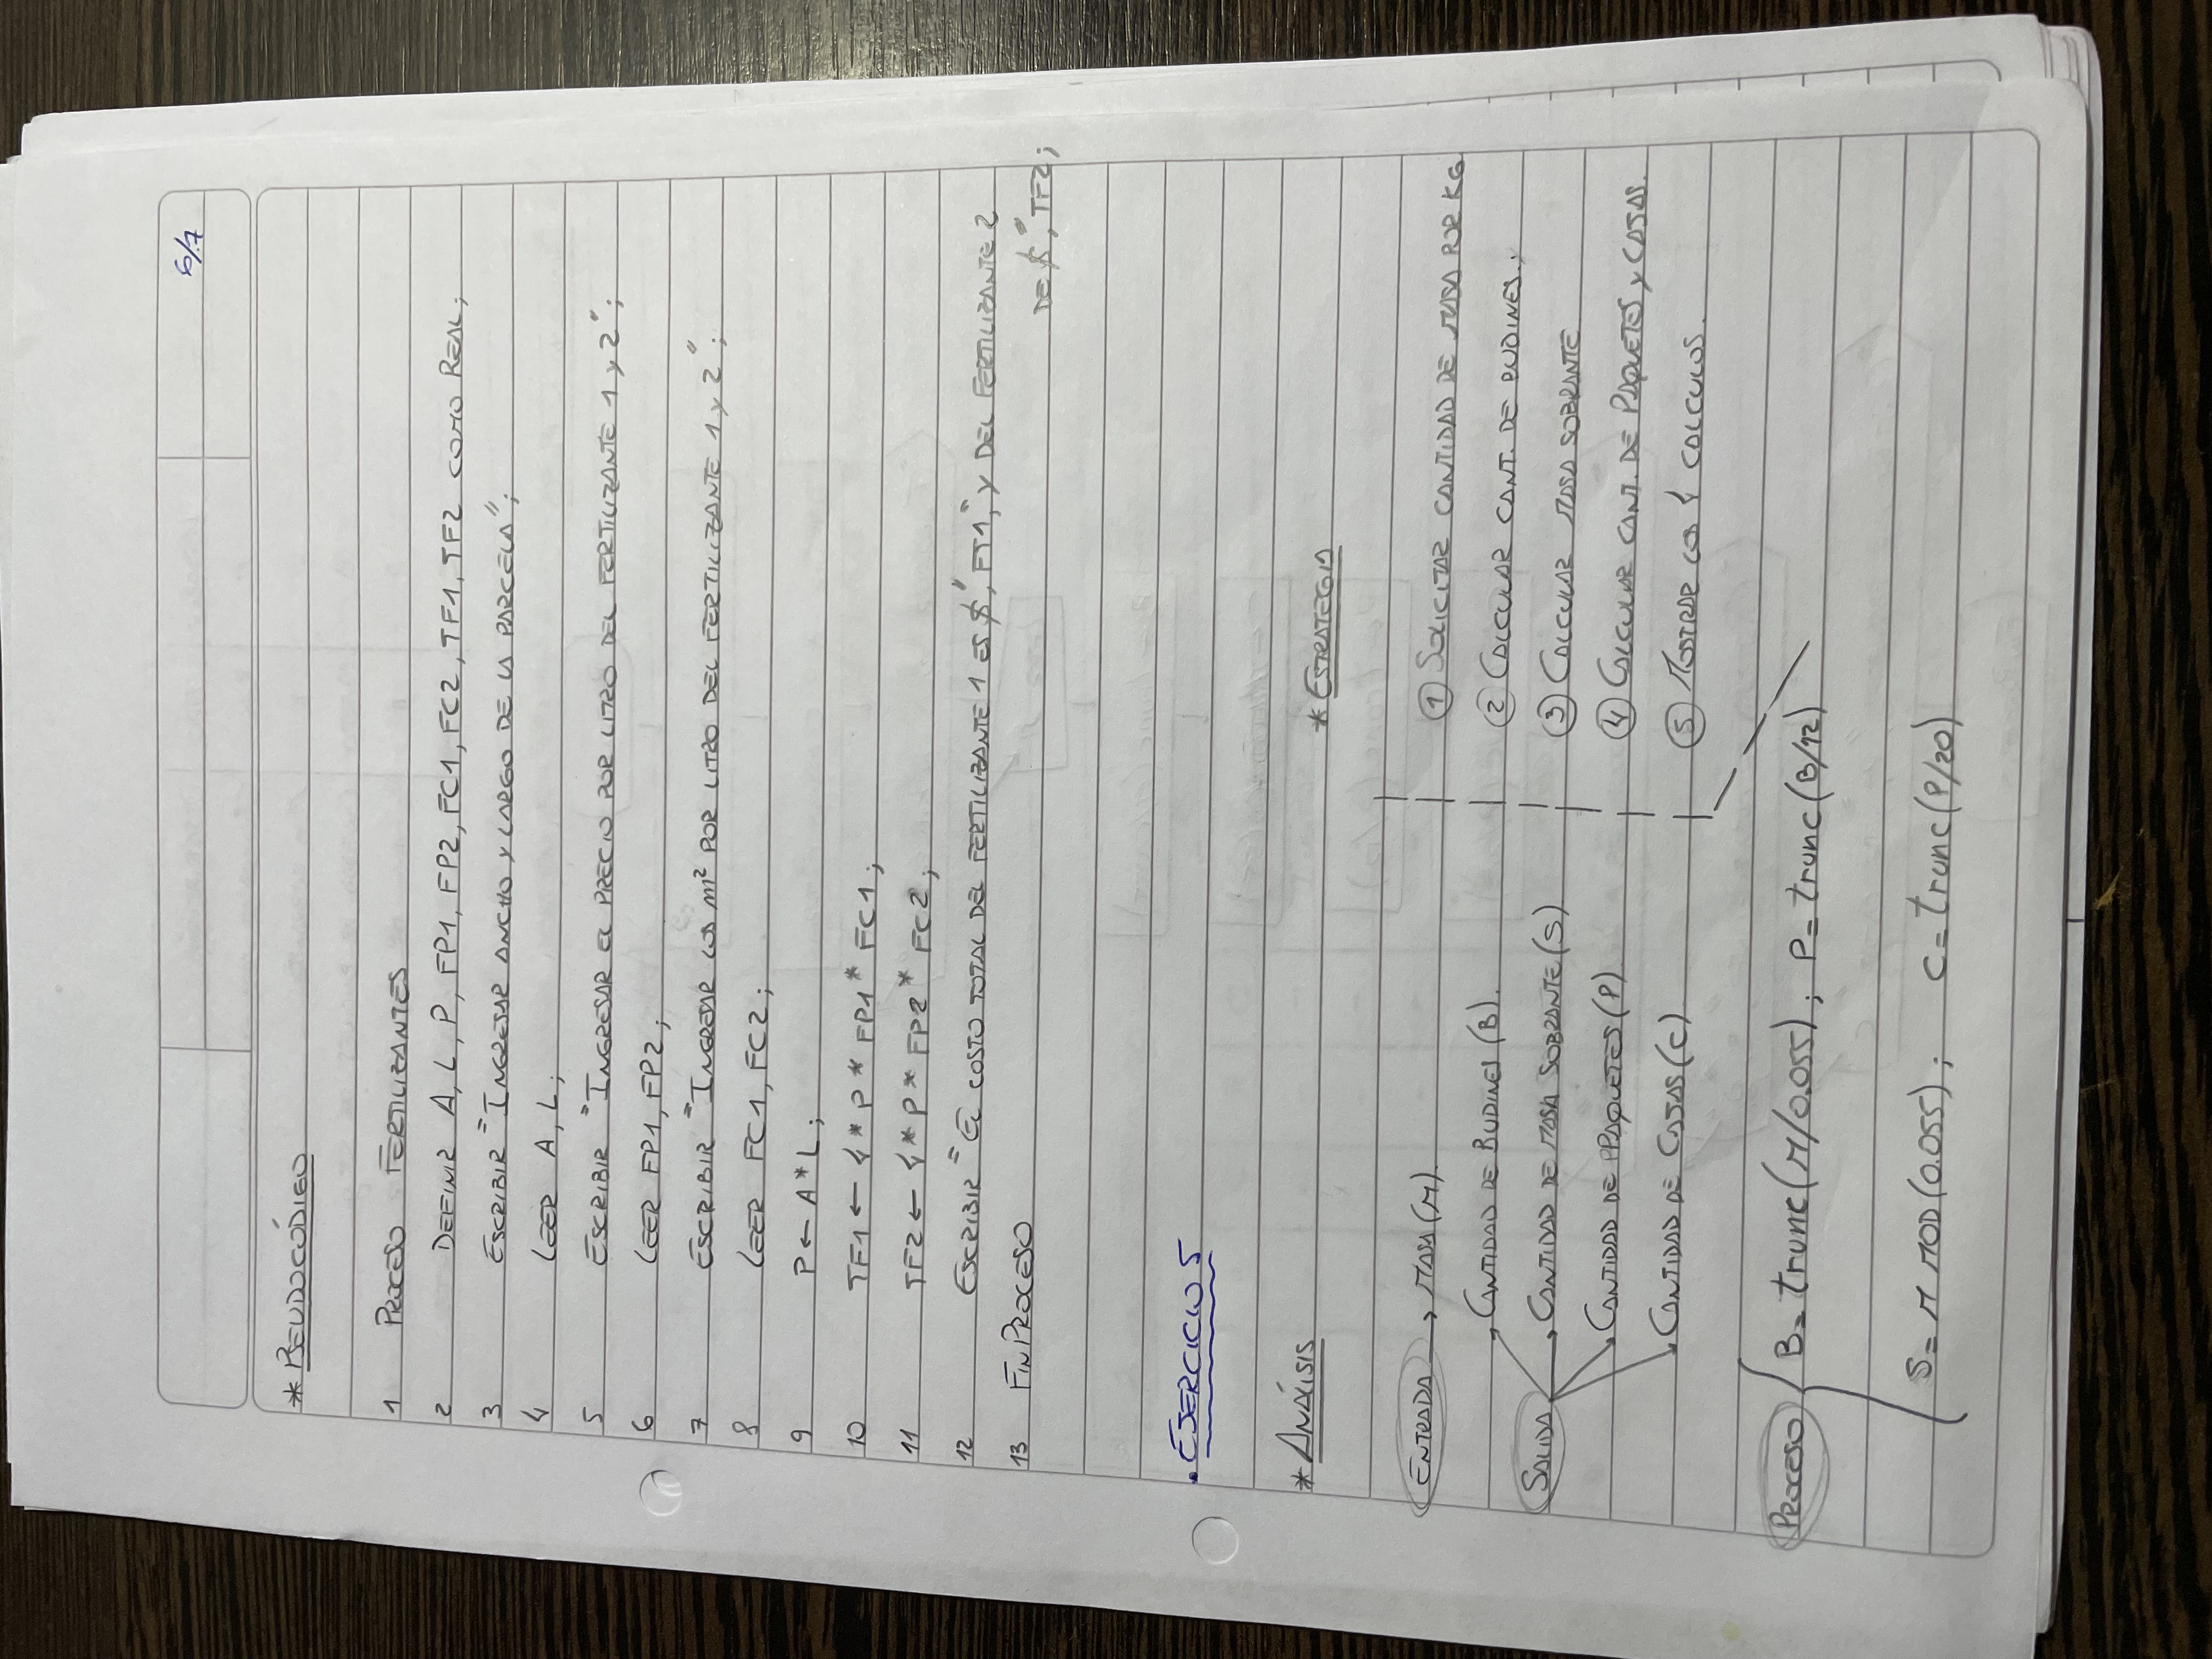 6/7
* PSEUDOCÓDIGO
1 PROCESO FERTILIZANTES
2 DEFINIR A, L, P, FP1, FP2, FC1, FC2, TF1, TF2 COMO REAL;
3 ESCRIBIR "INGRESAR ANCHO Y LARGO DE LA PARCELA";
4 LEER A, L;
5 ESCRIBIR "INGRESAR EL PRECIO POR LITRO DEL FERTILIZANTE 1 y 2";
6 LEER FP1, FP2;
7 ESCRIBIR "INGRESAR LOS m² POR LITRO DEL FERTILIZANTE 1 y 2";
8 LEER FC1, FC2;
9 P ← A * L;
10 TF1 ← 4 * P * FP1 * FC1;
11 TF2 ← 4 * P * FP2 * FC2;
12 ESCRIBIR "EL COSTO TOTAL DEL FERTILIZANTE 1 ES $", FT1, " y DEL FERTILIZANTE 2
DE $", TF2;
13 FINPROCESO
. EJERCICIO 5
* ANÁLISIS
ENTRADA → MASA (M).
CANTIDAD DE BUDINES (B).
SALIDA → CANTIDAD DE MASA SOBRANTE (S)
CANTIDAD DE PPAQUETES (P)
CANTIDAD DE CAJAS (C)
* ESTRATEGIA
① SOLICITAR CANTIDAD DE MASA POR KG
② CALCULAR CANT. DE BUDINES.
③ CALCULAR MASA SOBRANTE
④ CALCULAR CANT. DE PAQUETES y CAJAS.
⑤ MOSTRAR LOS 4 CALCULOS.
PROCESO { B = trunc(M/0.055); P = trunc(B/12)
S = M MOD (0.055); C = trunc(P/20)